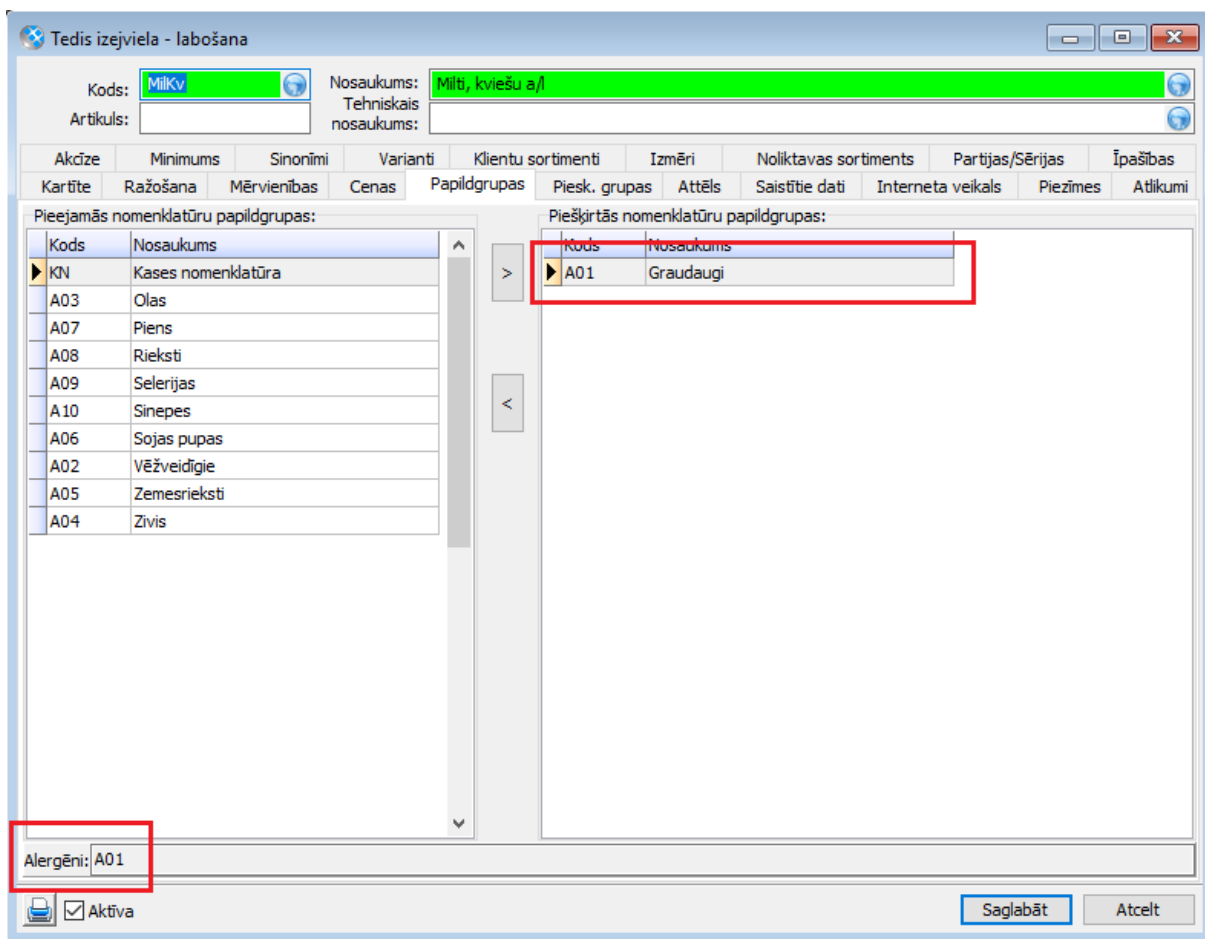 Tedis izejviela - labošana
Kods: MilKv Nosaukums: Milti, kviešu a/l
Artikuls: Tehniskais nosaukums:
Akcīze Minimums Sinonīmi Varianti Klientu sortimenti Izmēri Noliktavas sortiments Partijas/Sērijas Īpašības
Kartīte Ražošana Mērvienības Cenas Papildgrupas Piesk. grupas Attēls Saistītie dati Interneta veikals Piezīmes Atlikumi
Pieejamās nomenklatūru papildgrupas: Piešķirtās nomenklatūru papildgrupas:
Kods Nosaukums > Kods Nosaukums
KN Kases nomenklatūra A01 Graudaugi
A03 Olas
A07 Piens
A08 Rieksti
A09 Selerijas
A10 Sinepes <
A06 Sojas pupas
A02 Vēžveidīgie
A05 Zemesrieksti
A04 Zivis
Alergēni: A01
Aktīva Saglabāt Atcelt